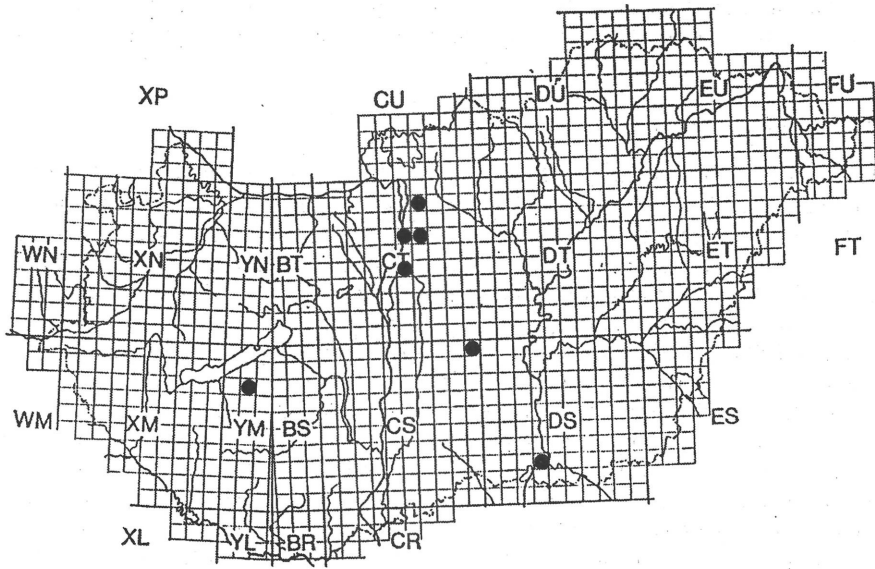 XP CU DU EU FU
WN XN YN BT CT DT ET FT
WM XM YM BS CS DS ES
XL YL BR CR